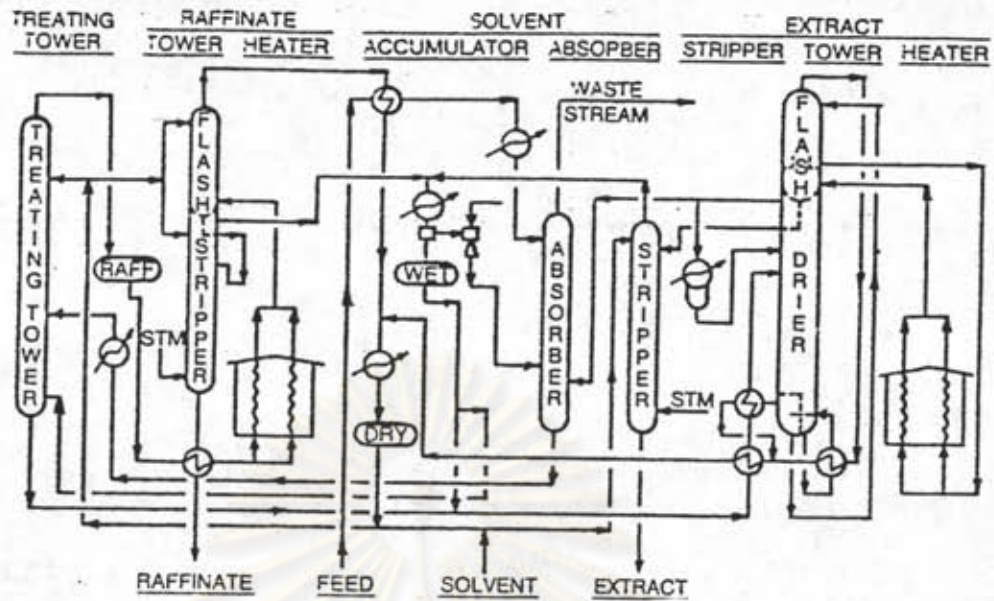 TREATING TOWER
RAFFINATE
TOWER HEATER
SOLVENT
ACCUMULATOR ABSOPBER
EXTRACT
STRIPPER TOWER HEATER
WASTE STREAM
TREATING TOWER
FLASH STRIPPER
RAFF
STM
WET
DRY
ABSORBER
STRIPPER
STM
FLASH DRIER
RAFFINATE
FEED
SOLVENT
EXTRACT